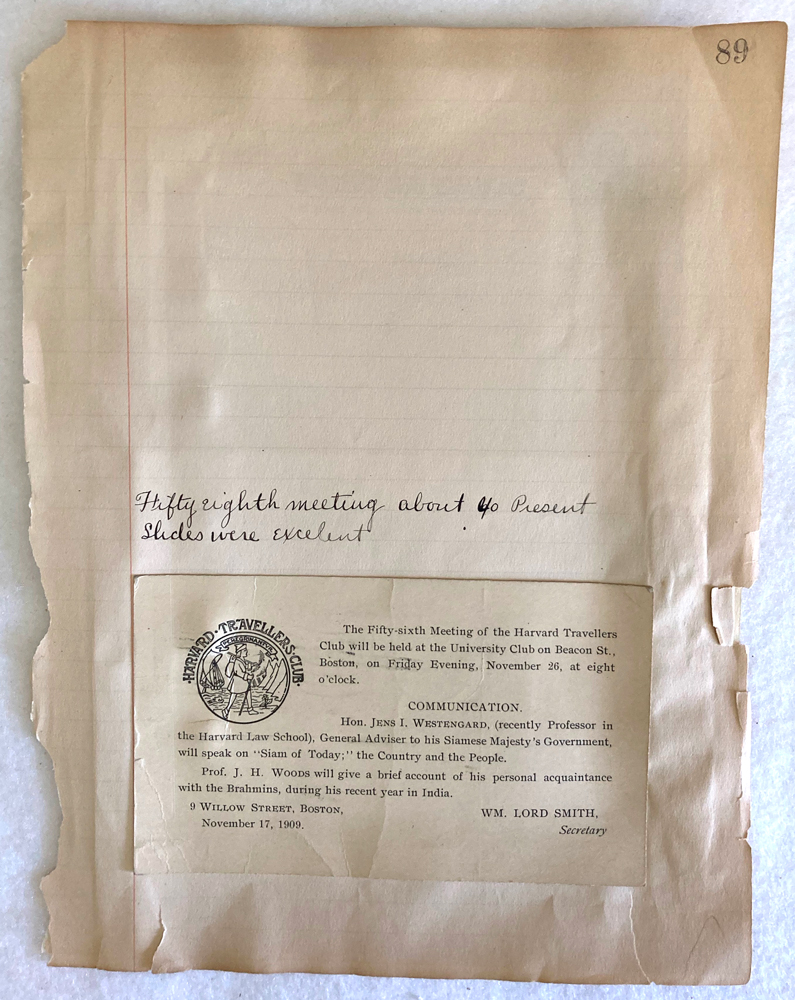 89
Fifty eighth meeting about 40 Present
Slides were Excelent
HARVARD·TRAVELLERS·CLUB·
The Fifty-sixth Meeting of the Harvard Travellers
Club will be held at the University Club on Beacon St.,
Boston, on Friday Evening, November 26, at eight
o'clock.
COMMUNICATION.
Hon. JENS I. WESTENGARD, (recently Professor in
the Harvard Law School), General Adviser to his Siamese Majesty's Government,
will speak on "Siam of Today;" the Country and the People.
Prof. J. H. WOODS will give a brief account of his personal acquaintance
with the Brahmins, during his recent year in India.
9 WILLOW STREET, BOSTON,
November 17, 1909.
WM. LORD SMITH,
Secretary